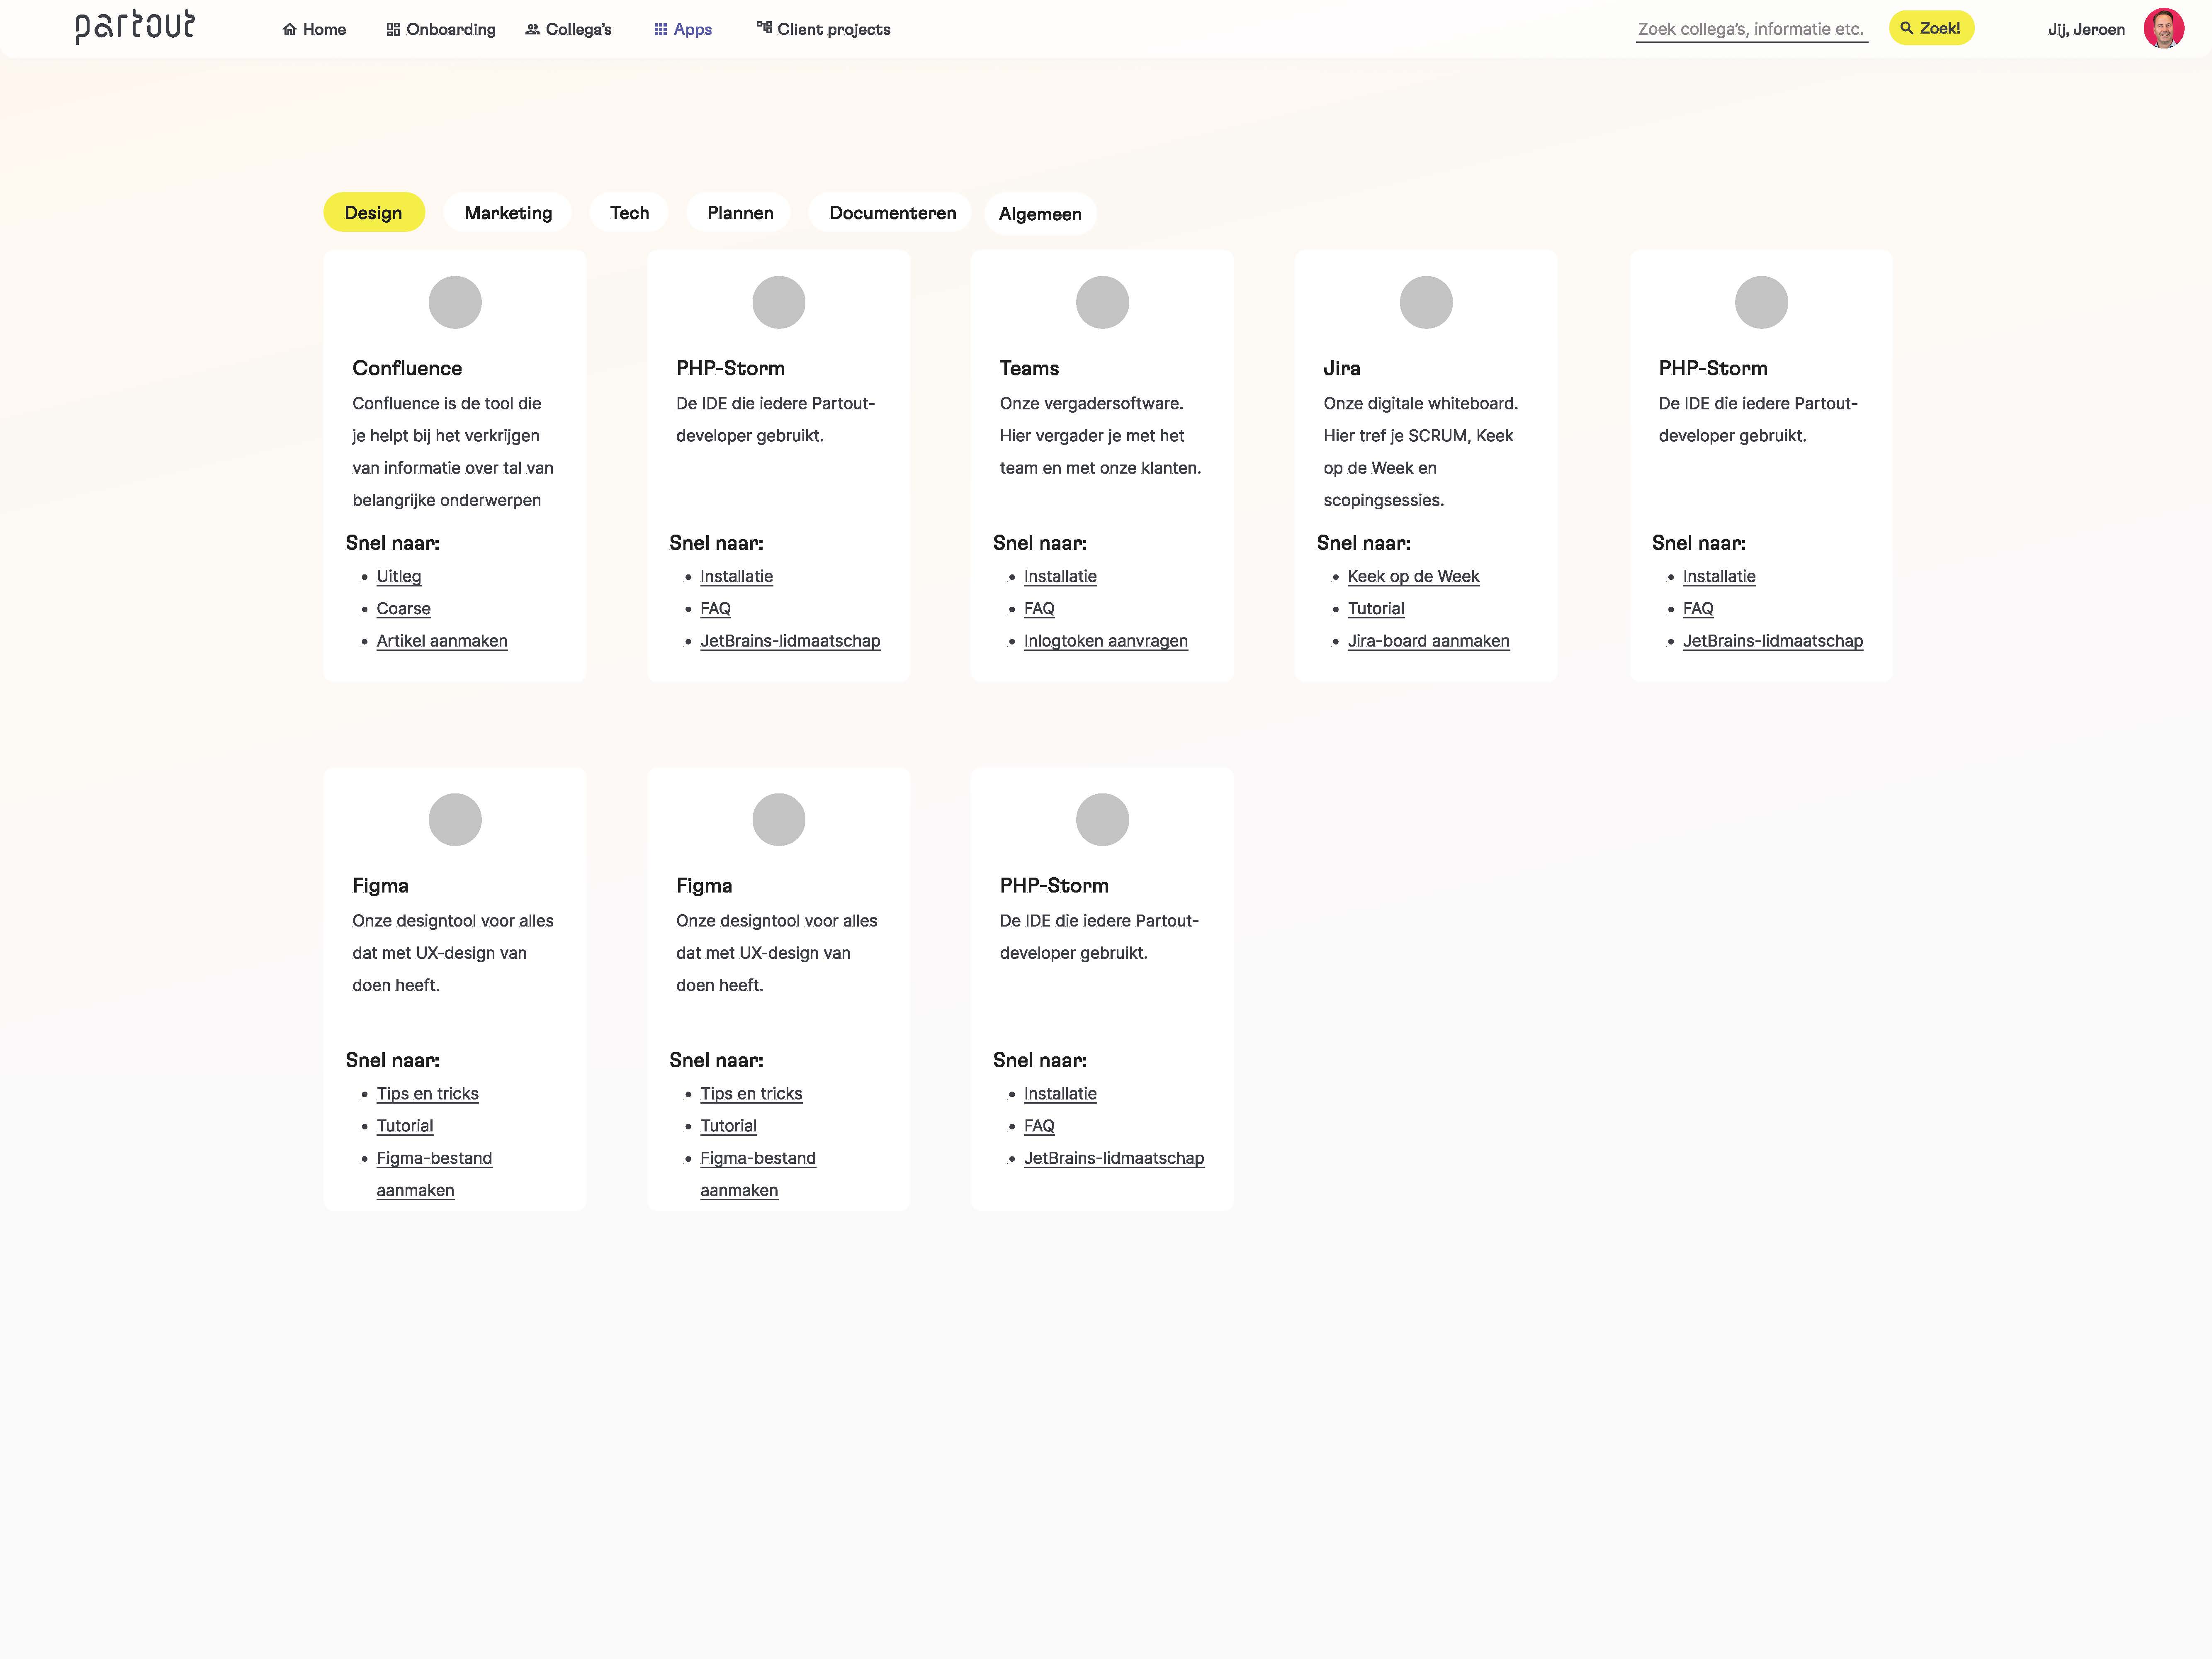 partout
Home
Onboarding
Collega's
Apps
Client projects
Zoek collega's, informatie etc.
Zoek!
Jij, Jeroen
Design
Marketing
Tech
Plannen
Documenteren
Algemeen
Confluence
Confluence is de tool die
je helpt bij het verkrijgen
van informatie over tal van
belangrijke onderwerpen
Snel naar:
Uitleg
Coarse
Artikel aanmaken
PHP-Storm
De IDE die iedere Partout-
developer gebruikt.
Snel naar:
Installatie
FAQ
JetBrains-lidmaatschap
Teams
Onze vergadersoftware.
Hier vergader je met het
team en met onze klanten.
Snel naar:
Installatie
FAQ
Inlogtoken aanvragen
Jira
Onze digitale whiteboard.
Hier tref je SCRUM, Keek
op de Week en
scopingsessies.
Snel naar:
Keek op de Week
Tutorial
Jira-board aanmaken
PHP-Storm
De IDE die iedere Partout-
developer gebruikt.
Snel naar:
Installatie
FAQ
JetBrains-lidmaatschap
Figma
Onze designtool voor alles
dat met UX-design van
doen heeft.
Snel naar:
Tips en tricks
Tutorial
Figma-bestand
aanmaken
Figma
Onze designtool voor alles
dat met UX-design van
doen heeft.
Snel naar:
Tips en tricks
Tutorial
Figma-bestand
aanmaken
PHP-Storm
De IDE die iedere Partout-
developer gebruikt.
Snel naar:
Installatie
FAQ
JetBrains-lidmaatschap